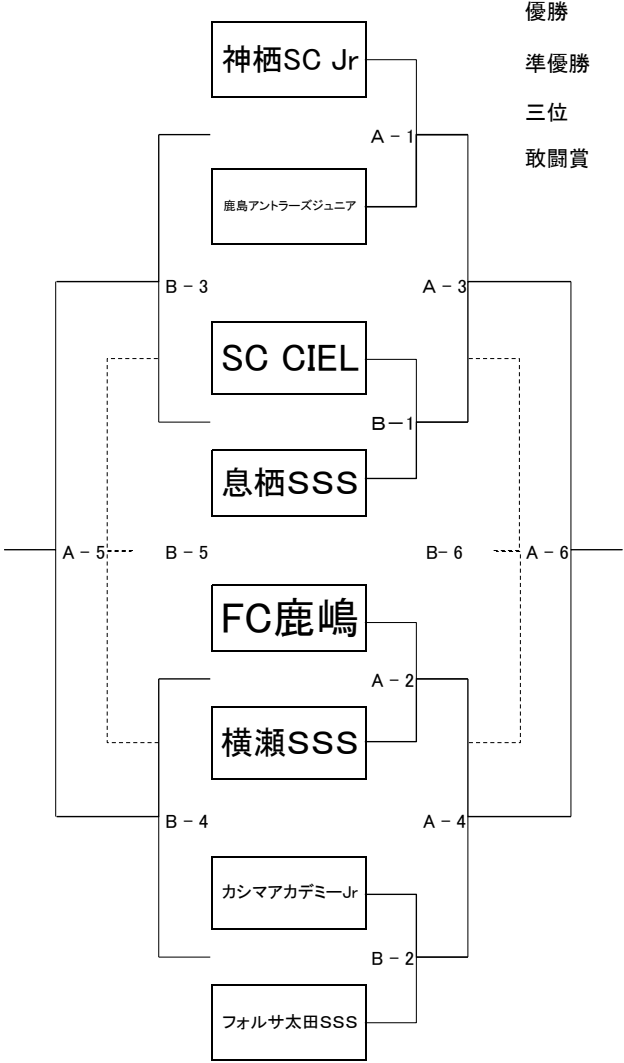 優勝
神栖SC Jr
準優勝
三位
A－1
敢闘賞
鹿島アントラーズジュニア
B－3
A－3
SC CIEL
B－1
息栖SSS
A－5
B－5
B－6
A－6
FC鹿嶋
A－2
横瀬SSS
B－4
A－4
カシマアカデミーJr
B－2
フォルサ太田SSS